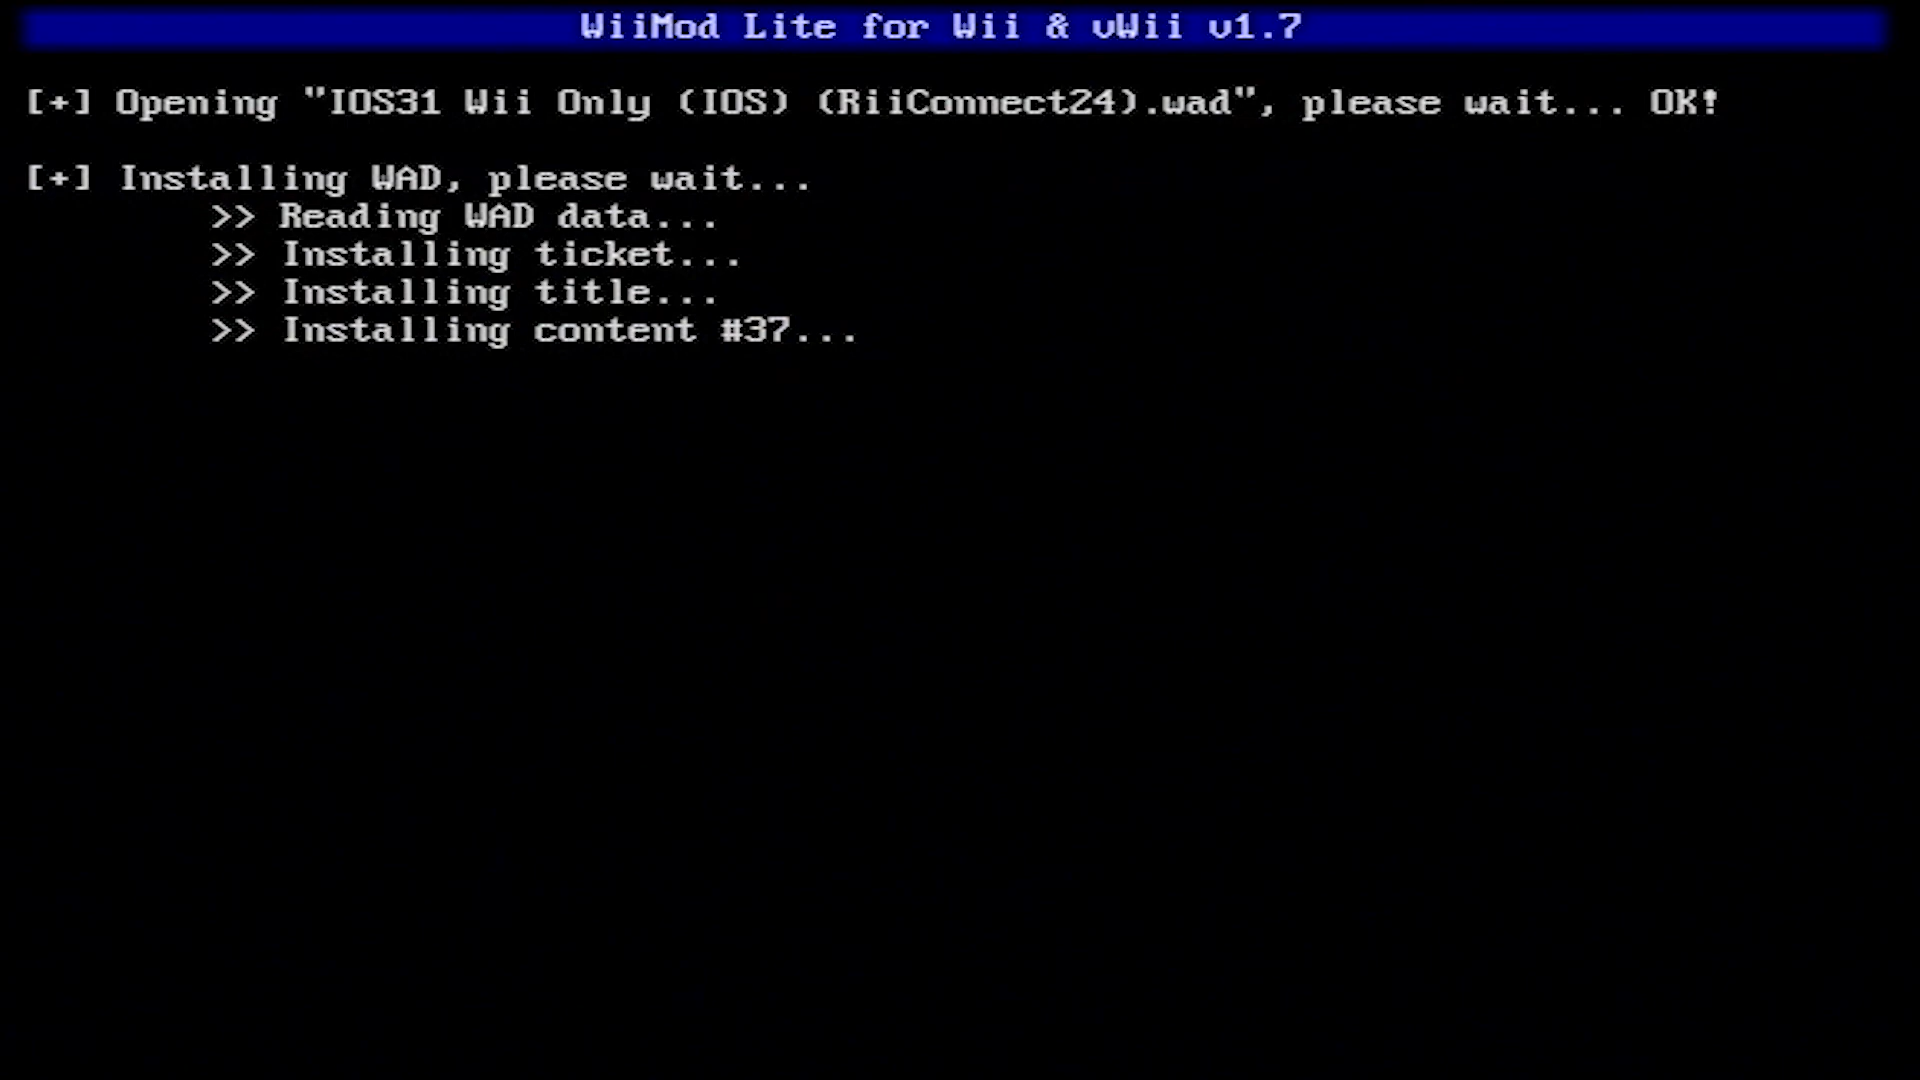 WiiMod Lite for Wii & vWii v1.7
[+] Opening "IOS31 Wii Only (IOS) (RiiConnect24).wad", please wait... OK!
[+] Installing WAD, please wait...
>> Reading WAD data...
>> Installing ticket...
>> Installing title...
>> Installing content #37...